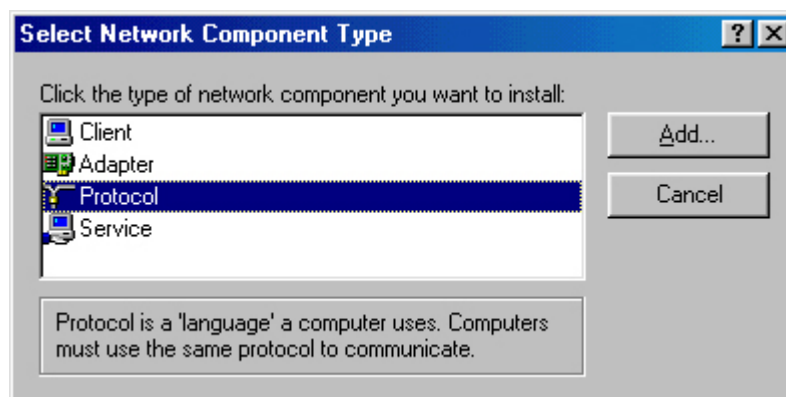 Select Network Component Type
Click the type of network component you want to install:
Client
Adapter
Protocol
Service
Add...
Cancel
Protocol is a 'language' a computer uses. Computers
must use the same protocol to communicate.